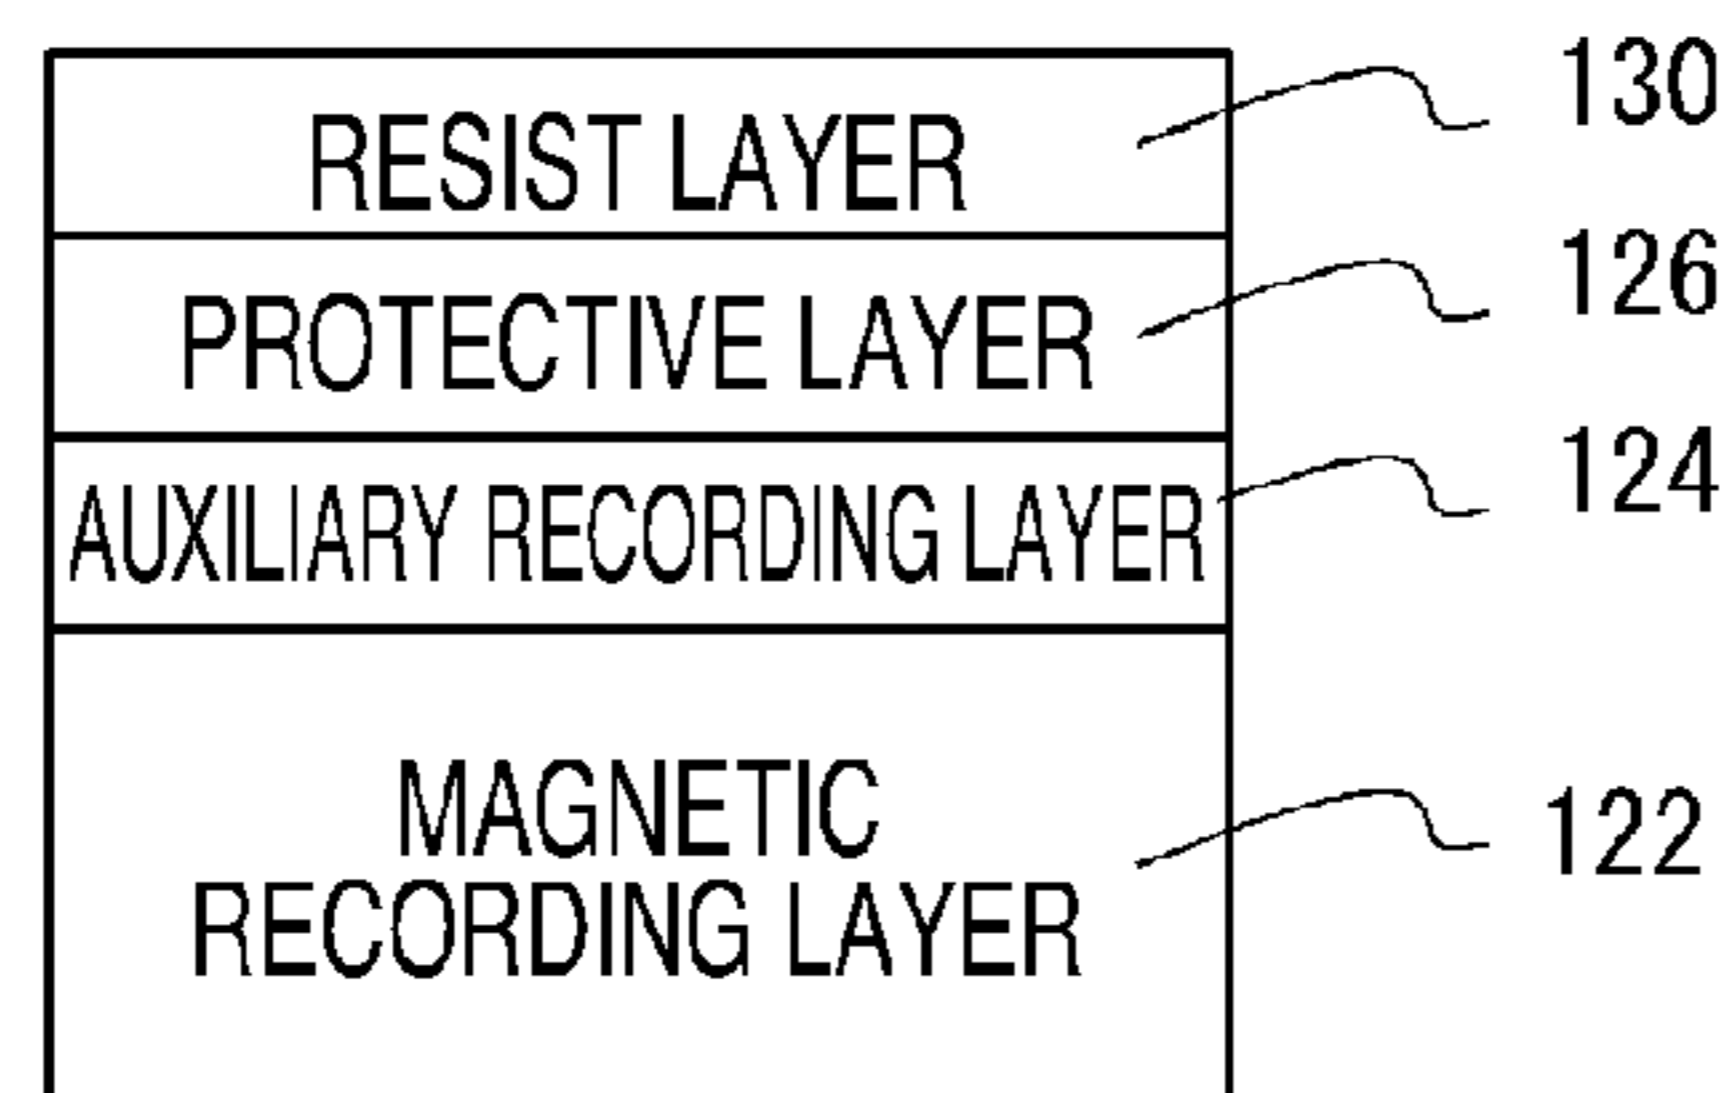 RESIST LAYER 130
PROTECTIVE LAYER 126
AUXILIARY RECORDING LAYER 124
MAGNETIC
RECORDING LAYER 122